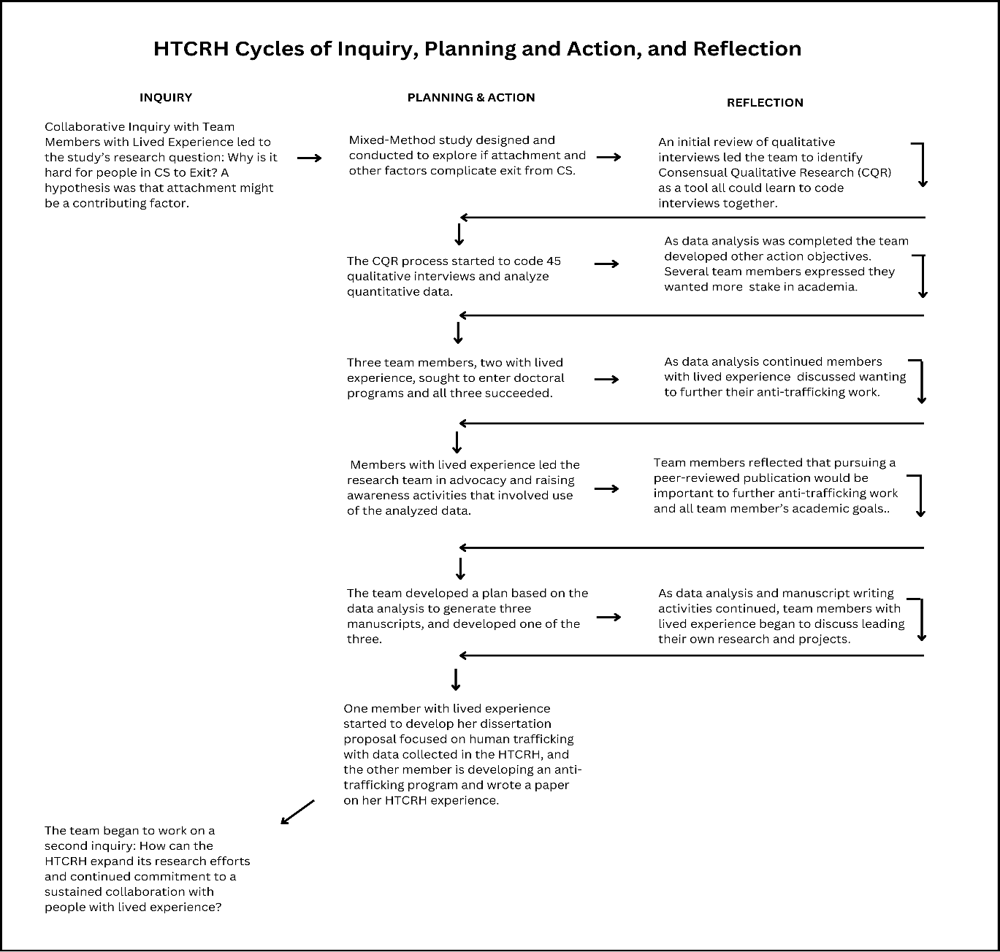 HTCRH Cycles of Inquiry, Planning and Action, and Reflection
INQUIRY
PLANNING & ACTION
REFLECTION
Collaborative Inquiry with Team
Members with Lived Experience led to
the study’s research question: Why is it
hard for people in CS to Exit? A
hypothesis was that attachment might
be a contributing factor.
Mixed-Method study designed and
conducted to explore if attachment and
other factors complicate exit from CS.
An initial review of qualitative
interviews led the team to identify
Consensual Qualitative Research (CQR)
as a tool all could learn to code
interviews together.
The CQR process started to code 45
qualitative interviews and analyze
quantitative data.
As data analysis was completed the team
developed other action objectives.
Several team members expressed they
wanted more stake in academia.
Three team members, two with lived
experience, sought to enter doctoral
programs and all three succeeded.
As data analysis continued members
with lived experience discussed wanting
to further their anti-trafficking work.
Members with lived experience led the
research team in advocacy and raising
awareness activities that involved use
of the analyzed data.
Team members reflected that pursuing a
peer-reviewed publication would be
important to further anti-trafficking work
and all team member’s academic goals..
The team developed a plan based on the
data analysis to generate three
manuscripts, and developed one of the
three.
As data analysis and manuscript writing
activities continued, team members with
lived experience began to discuss leading
their own research and projects.
One member with lived experience
started to develop her dissertation
proposal focused on human trafficking
with data collected in the HTCRH, and
the other member is developing an anti-
trafficking program and wrote a paper
on her HTCRH experience.
The team began to work on a
second inquiry: How can the
HTCRH expand its research efforts
and continued commitment to a
sustained collaboration with
people with lived experience?